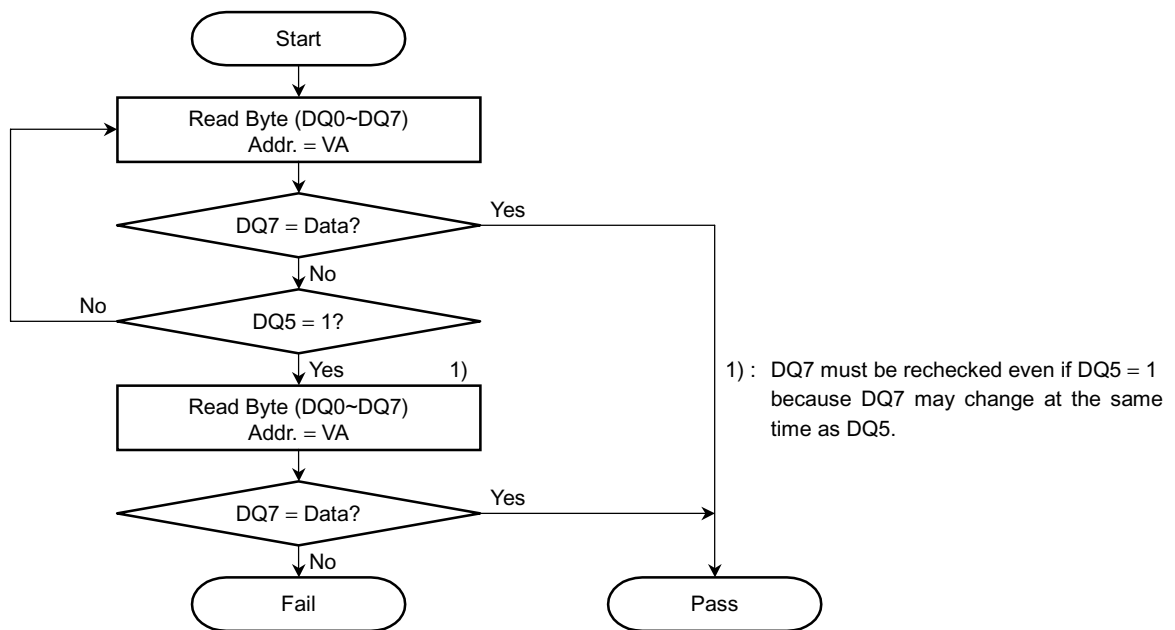 Start
Read Byte (DQ0~DQ7)
Addr. = VA
DQ7 = Data?
Yes
No
No
DQ5 = 1?
Yes
1)
Read Byte (DQ0~DQ7)
Addr. = VA
1) : DQ7 must be rechecked even if DQ5 = 1
because DQ7 may change at the same
time as DQ5.
DQ7 = Data?
Yes
No
Fail
Pass